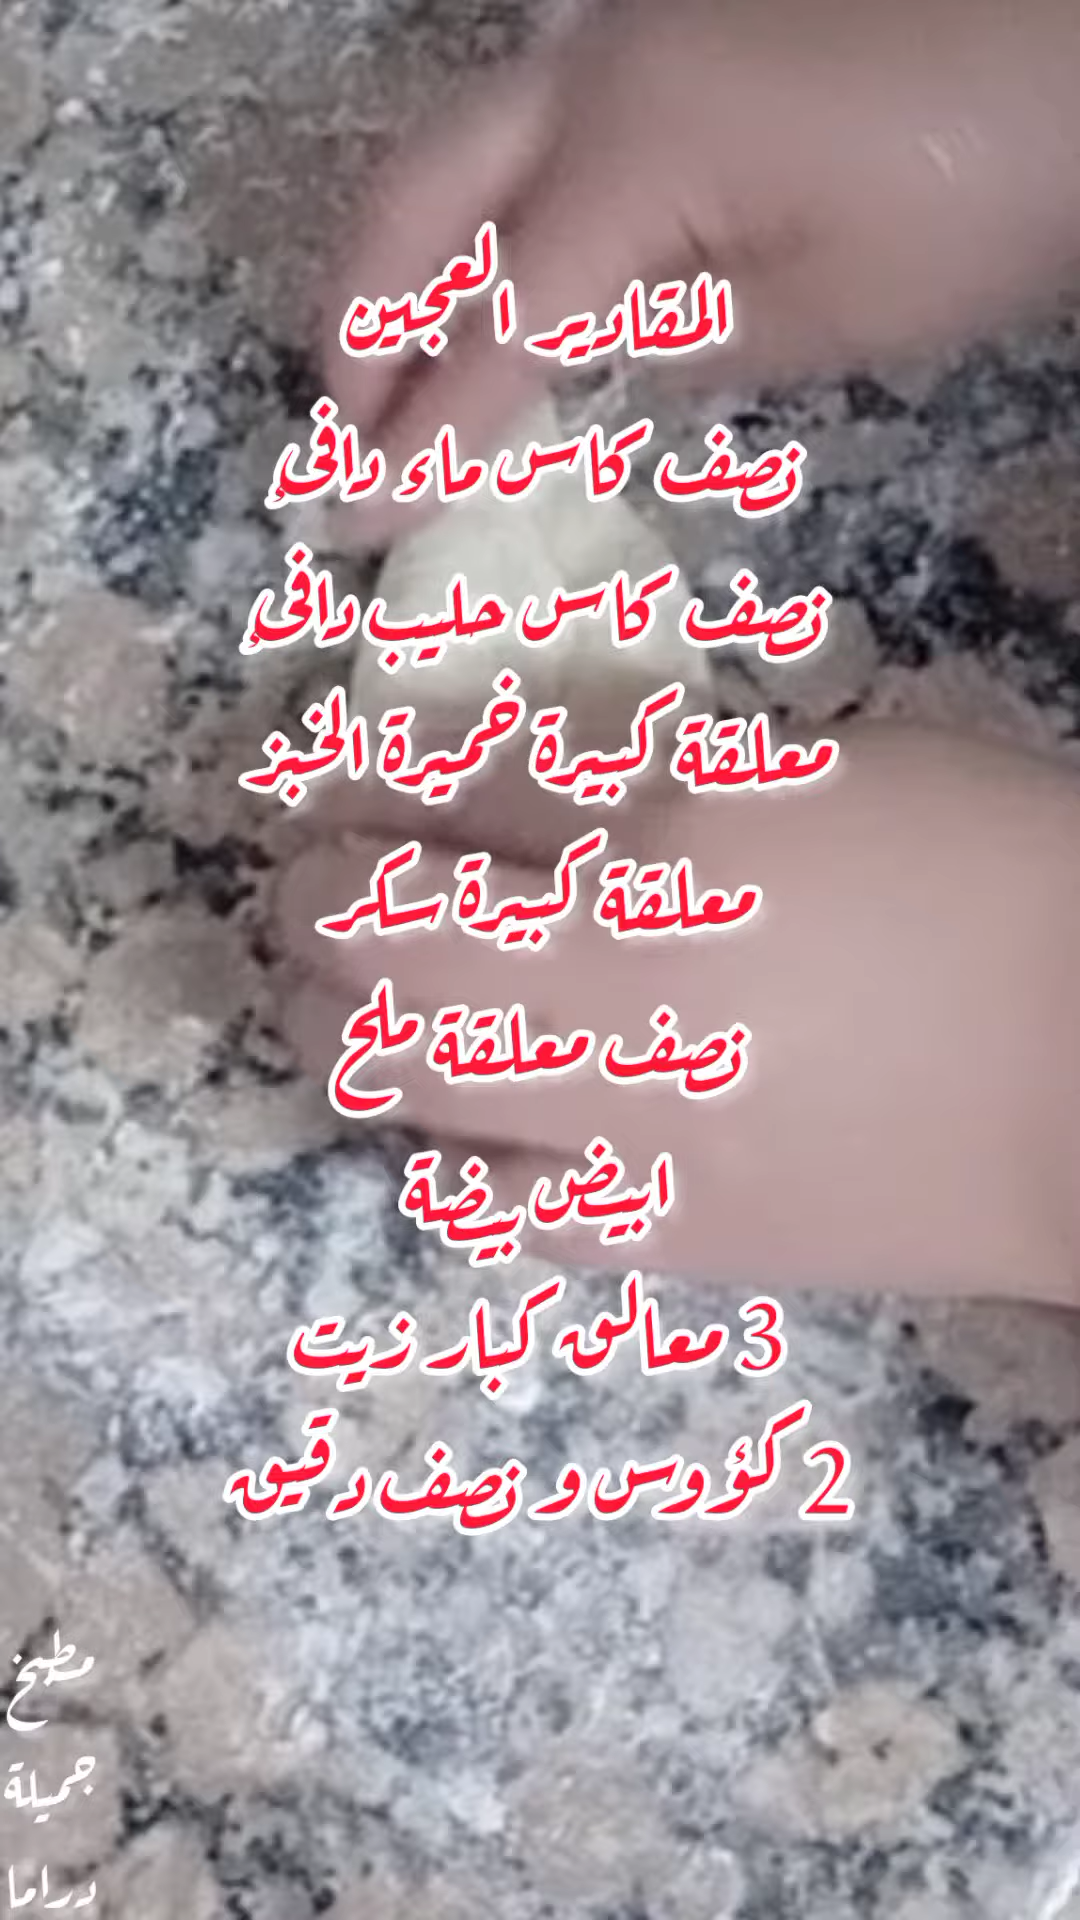 المقادير العجين
نصف كاس ماء دافئ
نصف كاس حليب دافئ
معلقة كبيرة خميرة الخبز
معلقة كبيرة سكر
نصف معلقة ملح
ابيض بيضة
3 معالق كبار زيت
2 كؤوس و نصف دقيق
مطبخ
جميلة
دراما